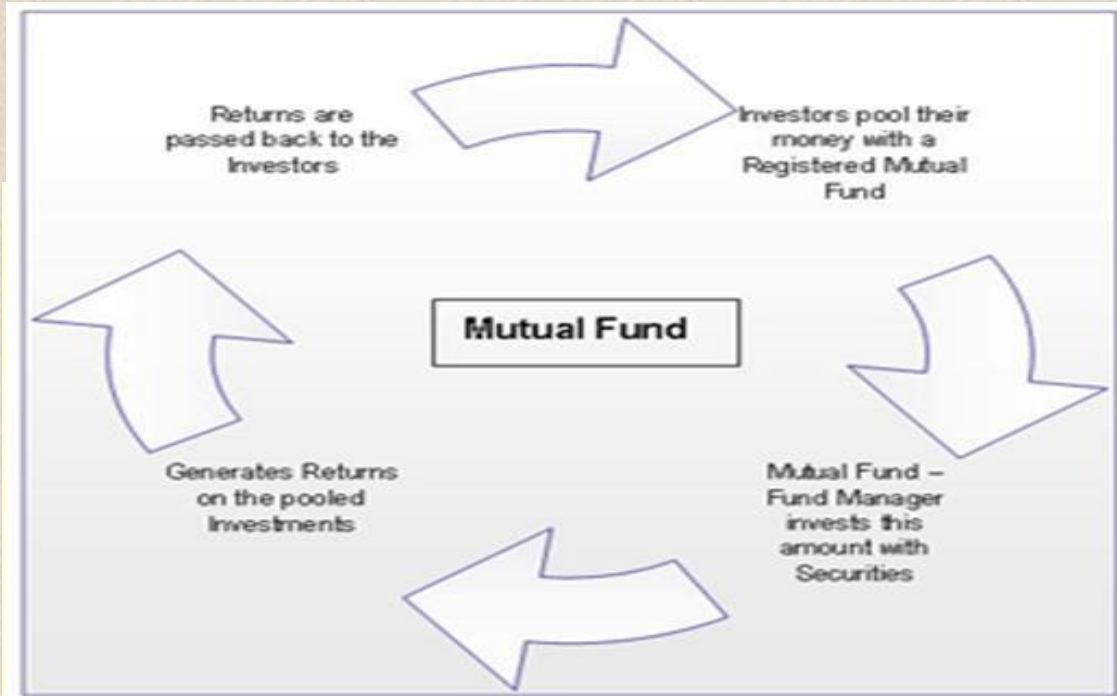 Returns are
passed back to the
Investors
Investors pool their
money with a
Registered Mutual
Fund
Mutual Fund
Generates Returns
on the pooled
Investments
Mutual Fund –
Fund Manager
invests this
amount with
Securities